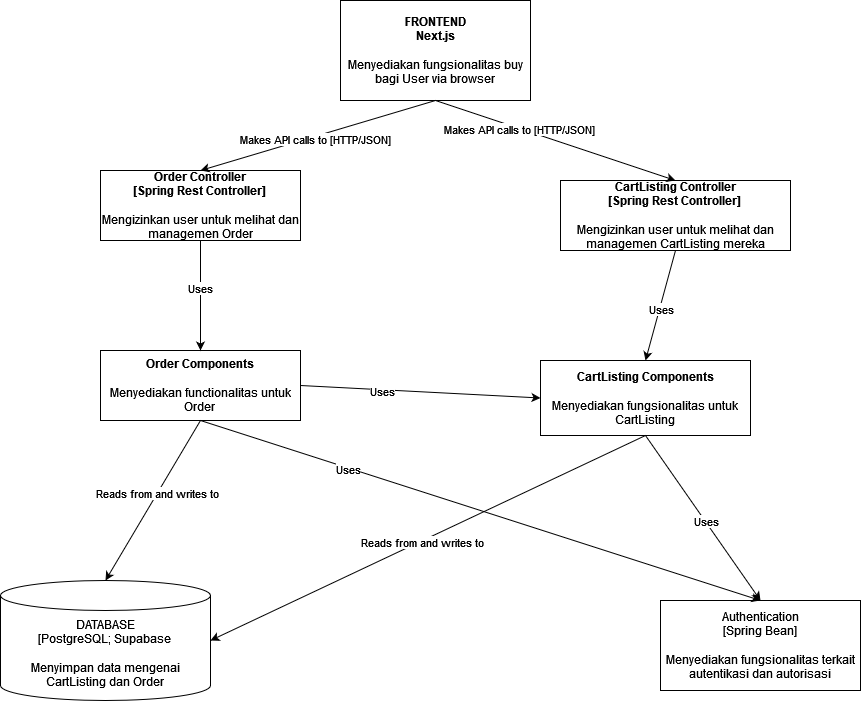 FRONTEND
Next.js
Menyediakan fungsionalitas buy
bagi User via browser
Makes API calls to [HTTP/JSON]
Makes API calls to [HTTP/JSON]
Order Controller
[Spring Rest Controller]
Mengizinkan user untuk melihat dan
managemen Order
CartListing Controller
[Spring Rest Controller]
Mengizinkan user untuk melihat dan
managemen CartListing mereka
Uses
Uses
Order Components
Menyediakan functionalitas untuk
Order
Uses
CartListing Components
Menyediakan fungsionalitas untuk
CartListing
Uses
Reads from and writes to
Uses
Reads from and writes to
DATABASE
[PostgreSQL; Supabase
Menyimpan data mengenai
CartListing dan Order
Authentication
[Spring Bean]
Menyediakan fungsionalitas terkait
autentikasi dan autorisasi